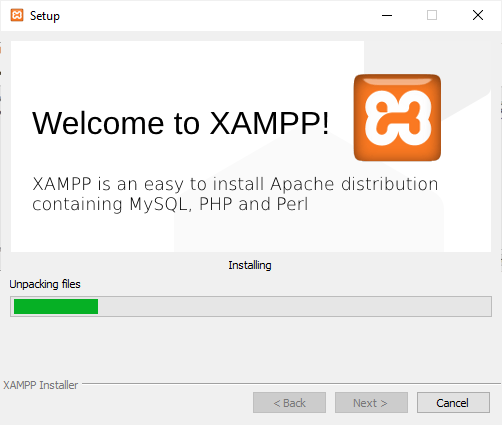 Setup
Welcome to XAMPP!
XAMPP is an easy to install Apache distribution
containing MySQL, PHP and Perl
Installing
Unpacking files
XAMPP Installer
< Back
Next >
Cancel